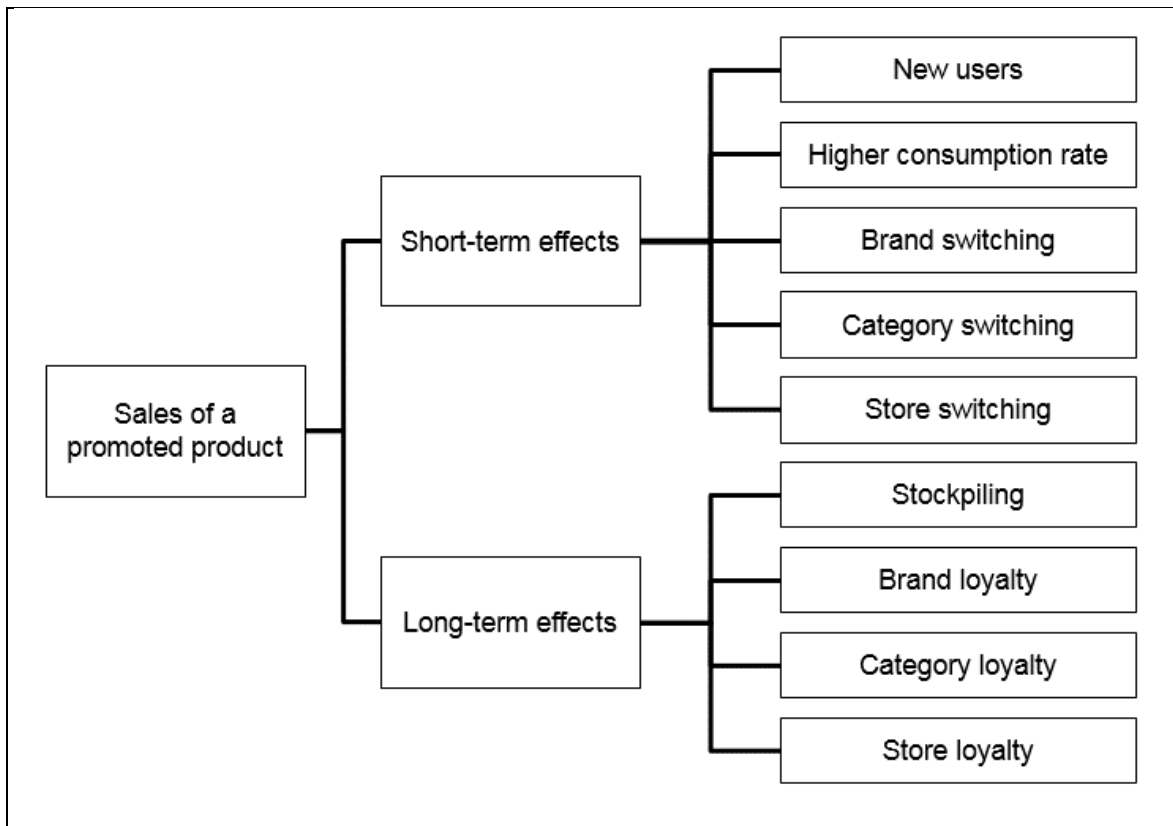 Sales of a
promoted product
Short-term effects
New users
Higher consumption rate
Brand switching
Category switching
Store switching
Long-term effects
Stockpiling
Brand loyalty
Category loyalty
Store loyalty